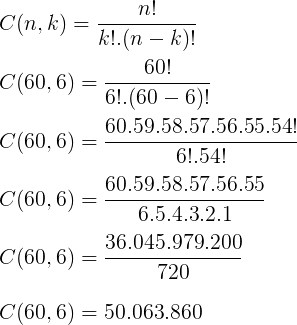 C(n, k) = n! / k!.(n − k)!
C(60, 6) = 60! / 6!.(60 − 6)!
C(60, 6) = 60.59.58.57.56.55.54! / 6!.54!
C(60, 6) = 60.59.58.57.56.55 / 6.5.4.3.2.1
C(60, 6) = 36.045.979.200 / 720
C(60, 6) = 50.063.860